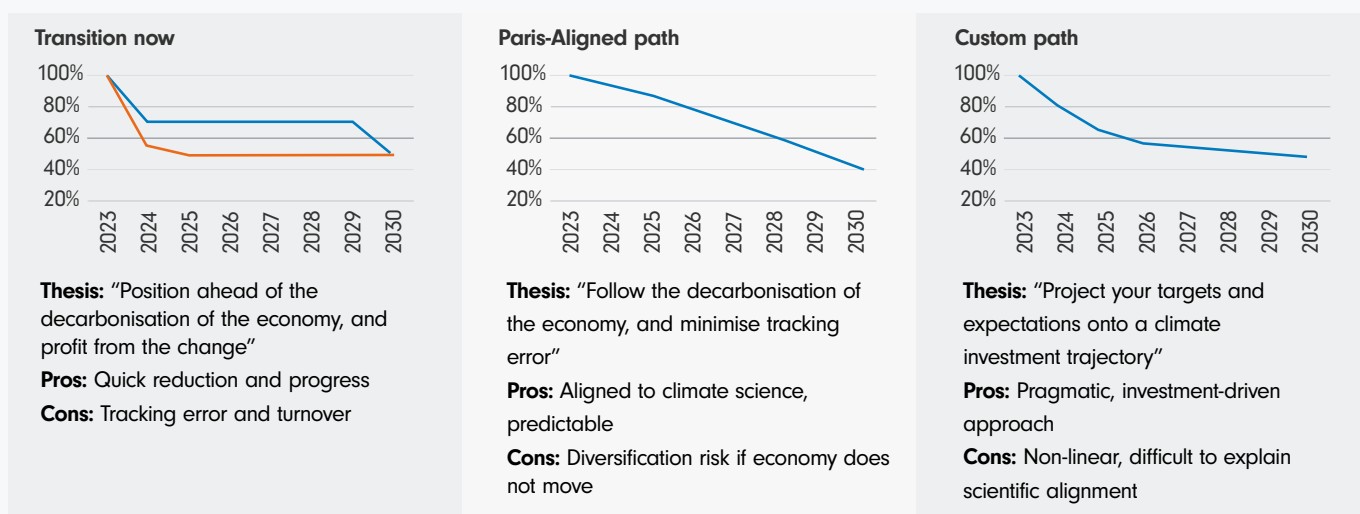 Transition now
100%
80%
60%
40%
20%
2023
2024
2025
2026
2027
2028
2029
2030
Thesis: “Position ahead of the
decarbonisation of the economy, and
profit from the change”
Pros: Quick reduction and progress
Cons: Tracking error and turnover
Paris-Aligned path
100%
80%
60%
40%
20%
2023
2024
2025
2026
2027
2028
2029
2030
Thesis: “Follow the decarbonisation of
the economy, and minimise tracking
error”
Pros: Aligned to climate science,
predictable
Cons: Diversification risk if economy does
not move
Custom path
100%
80%
60%
40%
20%
2023
2024
2025
2026
2027
2028
2029
2030
Thesis: “Project your targets and
expectations onto a climate
investment trajectory”
Pros: Pragmatic, investment-driven
approach
Cons: Non-linear, difficult to explain
scientific alignment